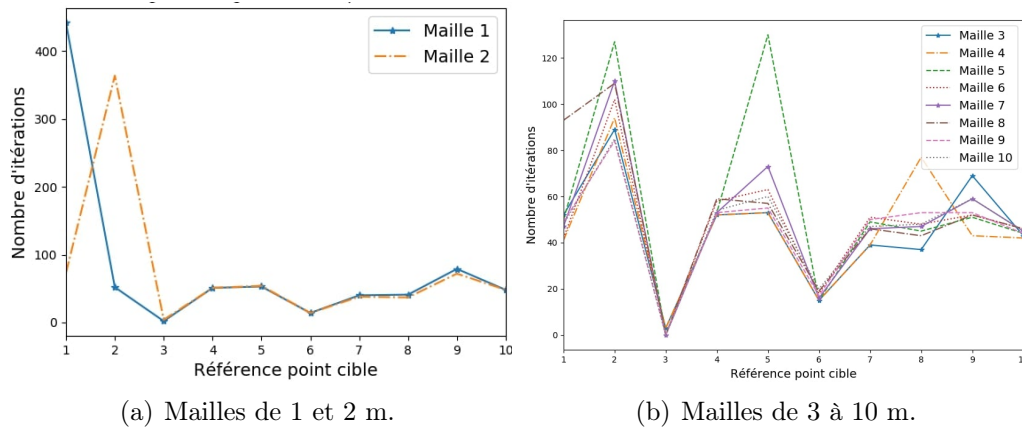 Maille 1
Maille 2
400
300
200
100
0
Nombre d'itérations
1 2 3 4 5 6 7 8 9 10
Référence point cible
(a) Mailles de 1 et 2 m.
Maille 3
Maille 4
Maille 5
Maille 6
Maille 7
Maille 8
Maille 9
Maille 10
120
100
80
60
40
20
0
Nombre d'itérations
1 2 3 4 5 6 7 8 9 1
Référence point cible
(b) Mailles de 3 à 10 m.